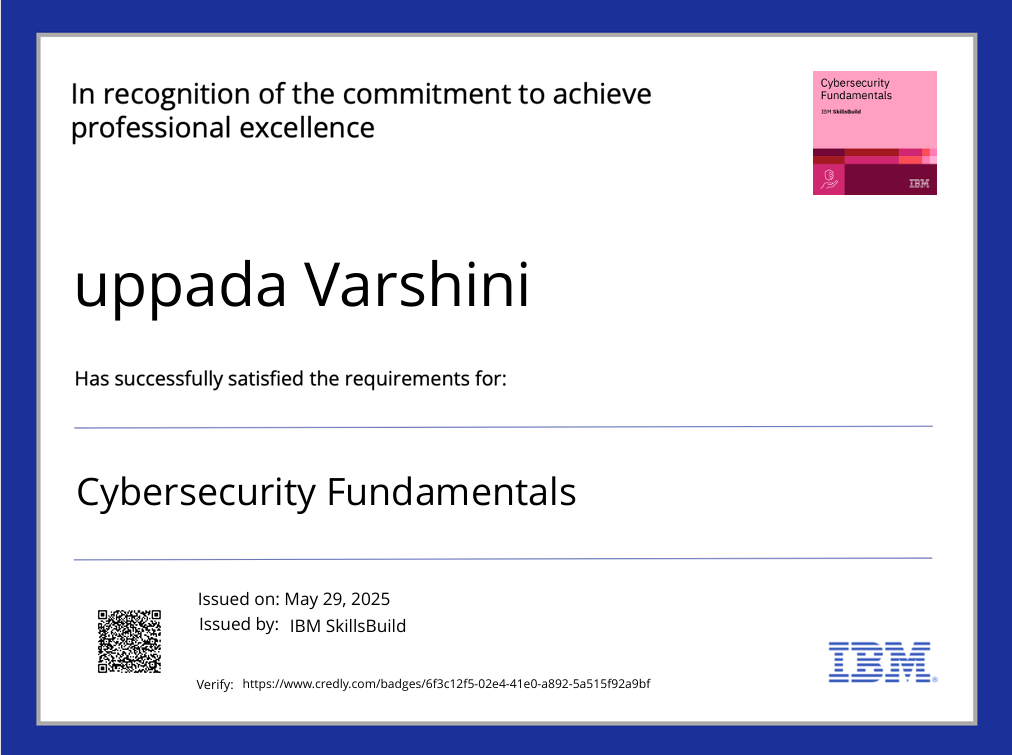 In recognition of the commitment to achieve
professional excellence
Cybersecurity
Fundamentals
IBM SkillsBuild
IBM
uppada Varshini
Has successfully satisfied the requirements for:
Cybersecurity Fundamentals
Issued on: May 29, 2025
Issued by: IBM SkillsBuild
Verify: https://www.credly.com/badges/6f3c12f5-02e4-41e0-a892-5a515f92a9bf
IBM®